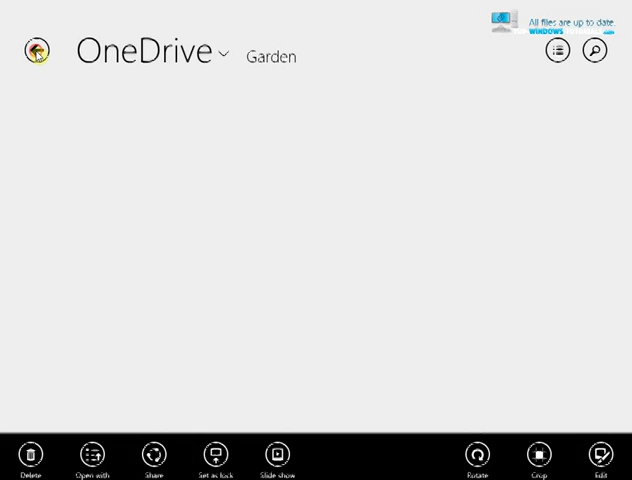 All files are up to date.
OneDrive
Garden
WINDOWS
Delete
Open with
Share
Set as lock
Slide show
Rotate
Crop
Edit